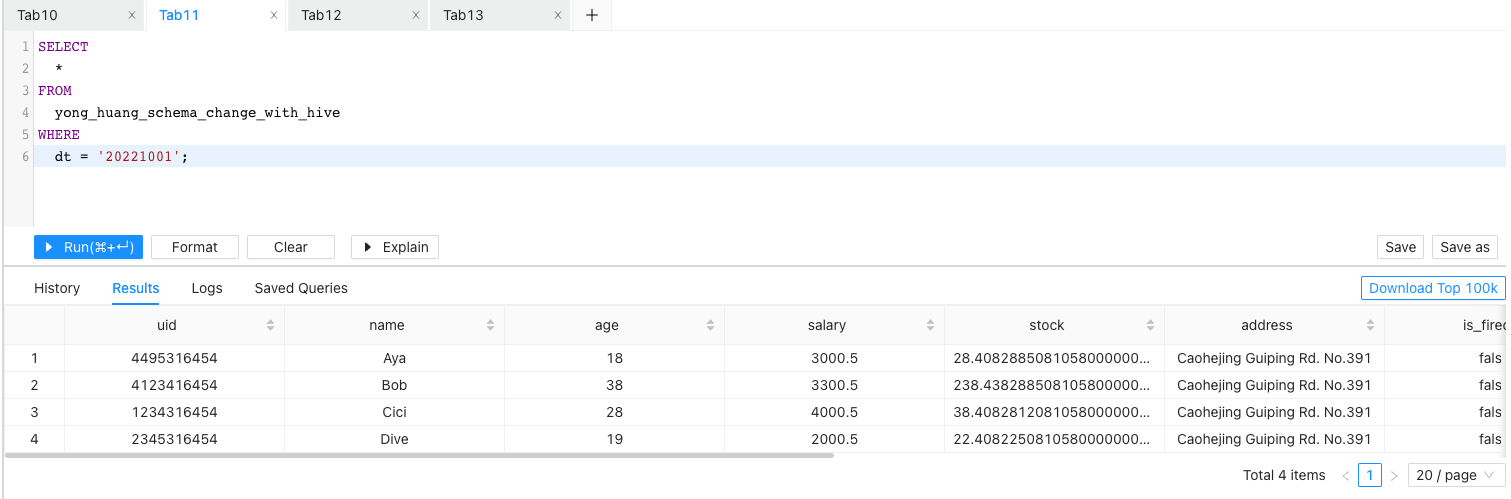 Tab10 × Tab11 × Tab12 × Tab13 × +
1 SELECT
2 *
3 FROM
4 yong_huang_schema_change_with_hive
5 WHERE
6 dt = '20221001';
Run(⌘+↵) Format Clear Explain Save Save as
History Results Logs Saved Queries Download Top 100k
uid name age salary stock address is_fired
1 4495316454 Aya 18 3000.5 28.4082885081058000000... Caohejing Guiping Rd. No.391 fals
2 4123416454 Bob 38 3300.5 238.438288508105800000... Caohejing Guiping Rd. No.391 fals
3 1234316454 Cici 28 4000.5 38.4082812081058000000... Caohejing Guiping Rd. No.391 fals
4 2345316454 Dive 19 2000.5 22.4082250810580000000... Caohejing Guiping Rd. No.391 fals
Total 4 items < 1 > 20 / page